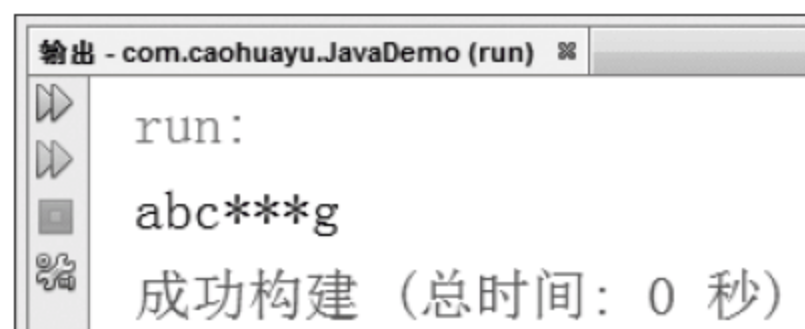 输出 - com.caohuayu.JavaDemo (run)
run:
abc***g
成功构建 (总时间: 0 秒)